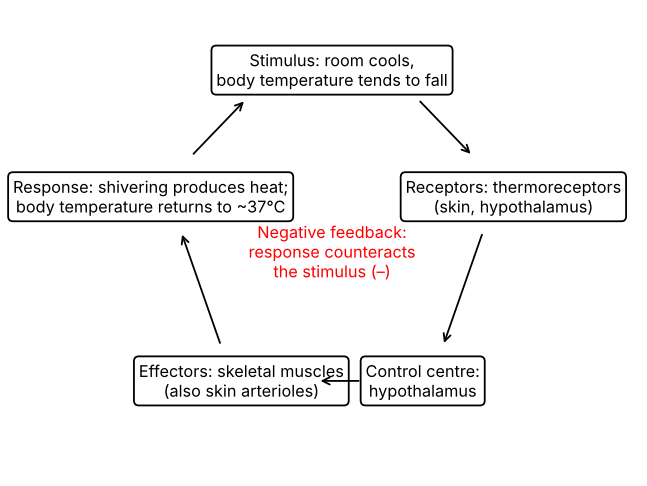 Stimulus: room cools,
body temperature tends to fall
Response: shivering produces heat;
body temperature returns to ~37°C
Receptors: thermoreceptors
(skin, hypothalamus)
Negative feedback:
response counteracts
the stimulus (–)
Effectors: skeletal muscles
(also skin arterioles)
Control centre:
hypothalamus